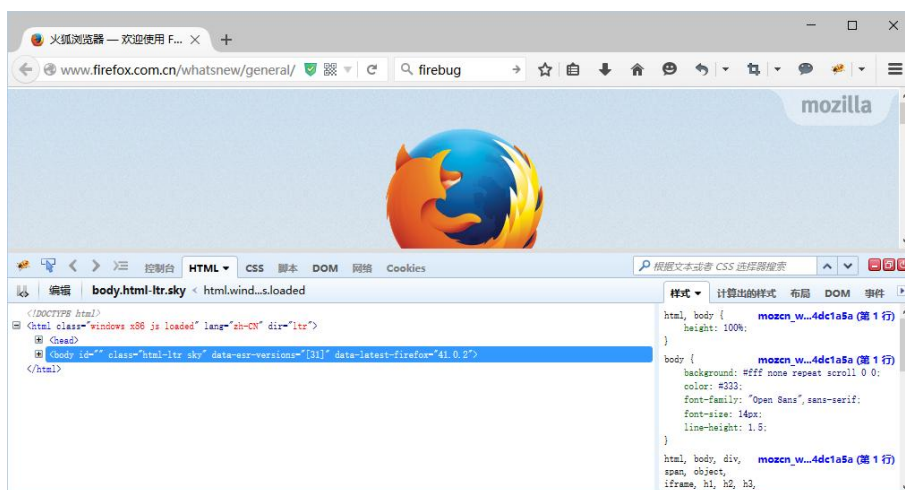 火狐浏览器 — 欢迎使用 F...
www.firefox.com.cn/whatsnew/general/
firebug
mozilla
控制台 HTML CSS 脚本 DOM 网络 Cookies
根据文本或者 CSS 选择器搜索
编辑 body.html-ltr.sky < html.wind...s.loaded
样式 计算出的样式 布局 DOM 事件
<!DOCTYPE html>
<html class="windows x86 js loaded" lang="zh-CN" dir="ltr">
<head>
<body id="" class="html-ltr sky" data-esr-versions="[31]" data-latest-firefox="41.0.2">
</html>
html, body { mozcn_w...4dc1a5a (第 1 行)
height: 100%;
}
body { mozcn_w...4dc1a5a (第 1 行)
background: #fff none repeat scroll 0 0;
color: #333;
font-family: "Open Sans",sans-serif;
font-size: 14px;
line-height: 1.5;
}
html, body, div, mozcn_w...4dc1a5a (第 1 行)
span, object,
iframe, h1, h2, h3,